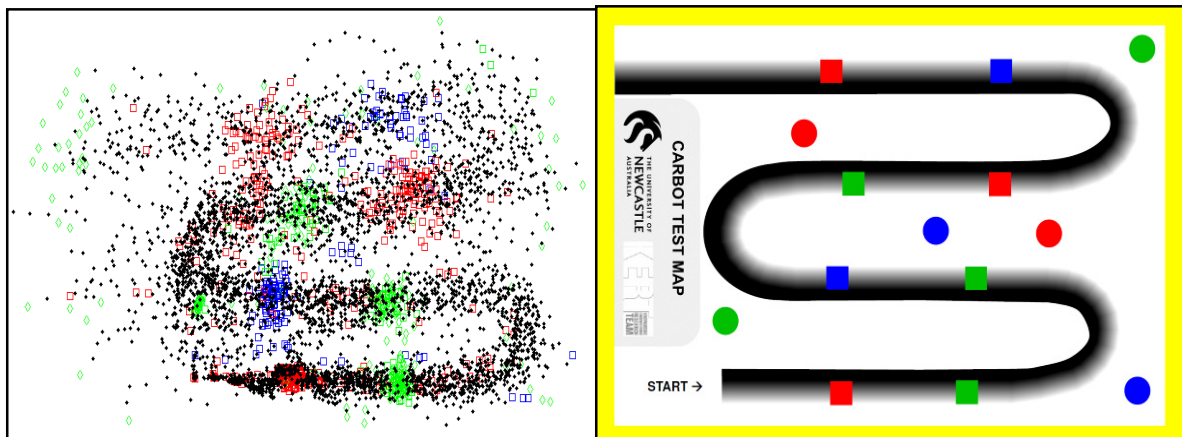 CARBOT TEST MAP
THE UNIVERSITY OF
NEWCASTLE
AUSTRALIA
START →